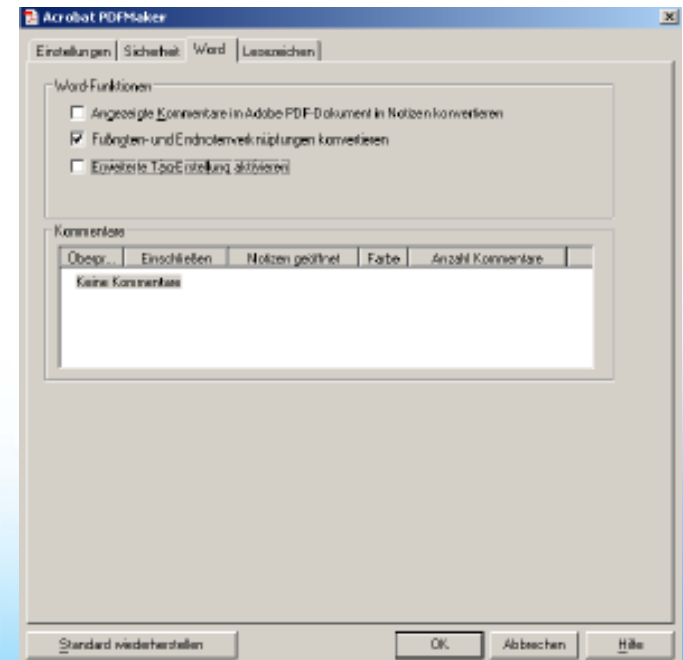 Acrobat PDFMaker
Einstellungen Sicherheit Word Lesezeichen
Word-Funktionen
Angezeigte Kommentare im Adobe PDF-Dokument in Notizen konvertieren
Fußnoten- und Endnotenverknüpfungen konvertieren
Erweiterte Tag-Erstellung aktivieren
Kommentare
Überpr... Einschließen Notizen geöffnet Farbe Anzahl Kommentare
Keine Kommentare
Standard wiederherstellen OK Abbrechen Hilfe